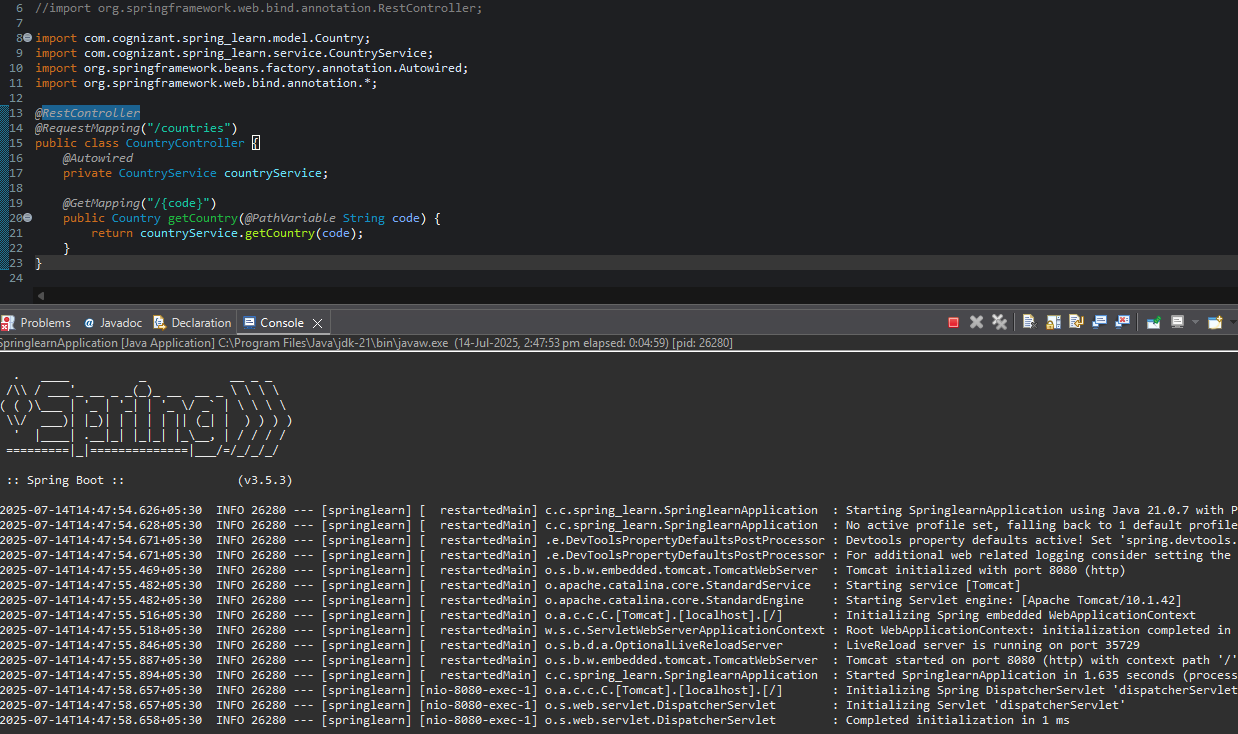 6 //import org.springframework.web.bind.annotation.RestController;
7
8 import com.cognizant.spring_learn.model.Country;
9 import com.cognizant.spring_learn.service.CountryService;
10 import org.springframework.beans.factory.annotation.Autowired;
11 import org.springframework.web.bind.annotation.*;
12
13 @RestController
14 @RequestMapping("/countries")
15 public class CountryController {
16     @Autowired
17     private CountryService countryService;
18
19     @GetMapping("/{code}")
20     public Country getCountry(@PathVariable String code) {
21         return countryService.getCountry(code);
22     }
23 }
24
Problems @ Javadoc Declaration Console
SpringlearnApplication [Java Application] C:\Program Files\Java\jdk-21\bin\javaw.exe (14-Jul-2025, 2:47:53 pm elapsed: 0:04:59) [pid: 26280]
  .   ____          _            __ _ _
 /\\ / ___'_ __ _ _(_)_ __  __ _ \ \ \ \
( ( )\___ | '_ | '_| | '_ \/ _` | \ \ \ \
 \\/  ___)| |_)| | | | | || (_| |  ) ) ) )
  '  |____| .__|_| |_|_| |_\__, | / / / /
 =========|_|==============|___/=/_/_/_/
 :: Spring Boot ::                (v3.5.3)
2025-07-14T14:47:54.626+05:30  INFO 26280 --- [springlearn] [  restartedMain] c.c.spring_learn.SpringlearnApplication  : Starting SpringlearnApplication using Java 21.0.7 with P
2025-07-14T14:47:54.628+05:30  INFO 26280 --- [springlearn] [  restartedMain] c.c.spring_learn.SpringlearnApplication  : No active profile set, falling back to 1 default profile
2025-07-14T14:47:54.671+05:30  INFO 26280 --- [springlearn] [  restartedMain] .e.DevToolsPropertyDefaultsPostProcessor : Devtools property defaults active! Set 'spring.devtools.
2025-07-14T14:47:54.671+05:30  INFO 26280 --- [springlearn] [  restartedMain] .e.DevToolsPropertyDefaultsPostProcessor : For additional web related logging consider setting the
2025-07-14T14:47:55.469+05:30  INFO 26280 --- [springlearn] [  restartedMain] o.s.b.w.embedded.tomcat.TomcatWebServer  : Tomcat initialized with port 8080 (http)
2025-07-14T14:47:55.482+05:30  INFO 26280 --- [springlearn] [  restartedMain] o.apache.catalina.core.StandardService   : Starting service [Tomcat]
2025-07-14T14:47:55.482+05:30  INFO 26280 --- [springlearn] [  restartedMain] o.apache.catalina.core.StandardEngine    : Starting Servlet engine: [Apache Tomcat/10.1.42]
2025-07-14T14:47:55.516+05:30  INFO 26280 --- [springlearn] [  restartedMain] o.a.c.c.C.[Tomcat].[localhost].[/]       : Initializing Spring embedded WebApplicationContext
2025-07-14T14:47:55.518+05:30  INFO 26280 --- [springlearn] [  restartedMain] w.s.c.ServletWebServerApplicationContext : Root WebApplicationContext: initialization completed in
2025-07-14T14:47:55.846+05:30  INFO 26280 --- [springlearn] [  restartedMain] o.s.b.d.a.OptionalLiveReloadServer       : LiveReload server is running on port 35729
2025-07-14T14:47:55.887+05:30  INFO 26280 --- [springlearn] [  restartedMain] o.s.b.w.embedded.tomcat.TomcatWebServer  : Tomcat started on port 8080 (http) with context path '/'
2025-07-14T14:47:55.894+05:30  INFO 26280 --- [springlearn] [  restartedMain] c.c.spring_learn.SpringlearnApplication  : Started SpringlearnApplication in 1.635 seconds (process
2025-07-14T14:47:58.657+05:30  INFO 26280 --- [springlearn] [nio-8080-exec-1] o.a.c.c.C.[Tomcat].[localhost].[/]       : Initializing Spring DispatcherServlet 'dispatcherServlet
2025-07-14T14:47:58.657+05:30  INFO 26280 --- [springlearn] [nio-8080-exec-1] o.s.web.servlet.DispatcherServlet        : Initializing Servlet 'dispatcherServlet'
2025-07-14T14:47:58.658+05:30  INFO 26280 --- [springlearn] [nio-8080-exec-1] o.s.web.servlet.DispatcherServlet        : Completed initialization in 1 ms